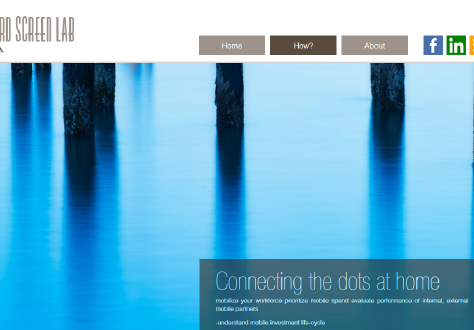 RD SCREEN LAB
Home
How?
About
f
in
Connecting the dots at home
mobilize your workforce prioritize mobile spend evaluate performance of internal, external
mobile partners
-understand mobile investment life-cycle